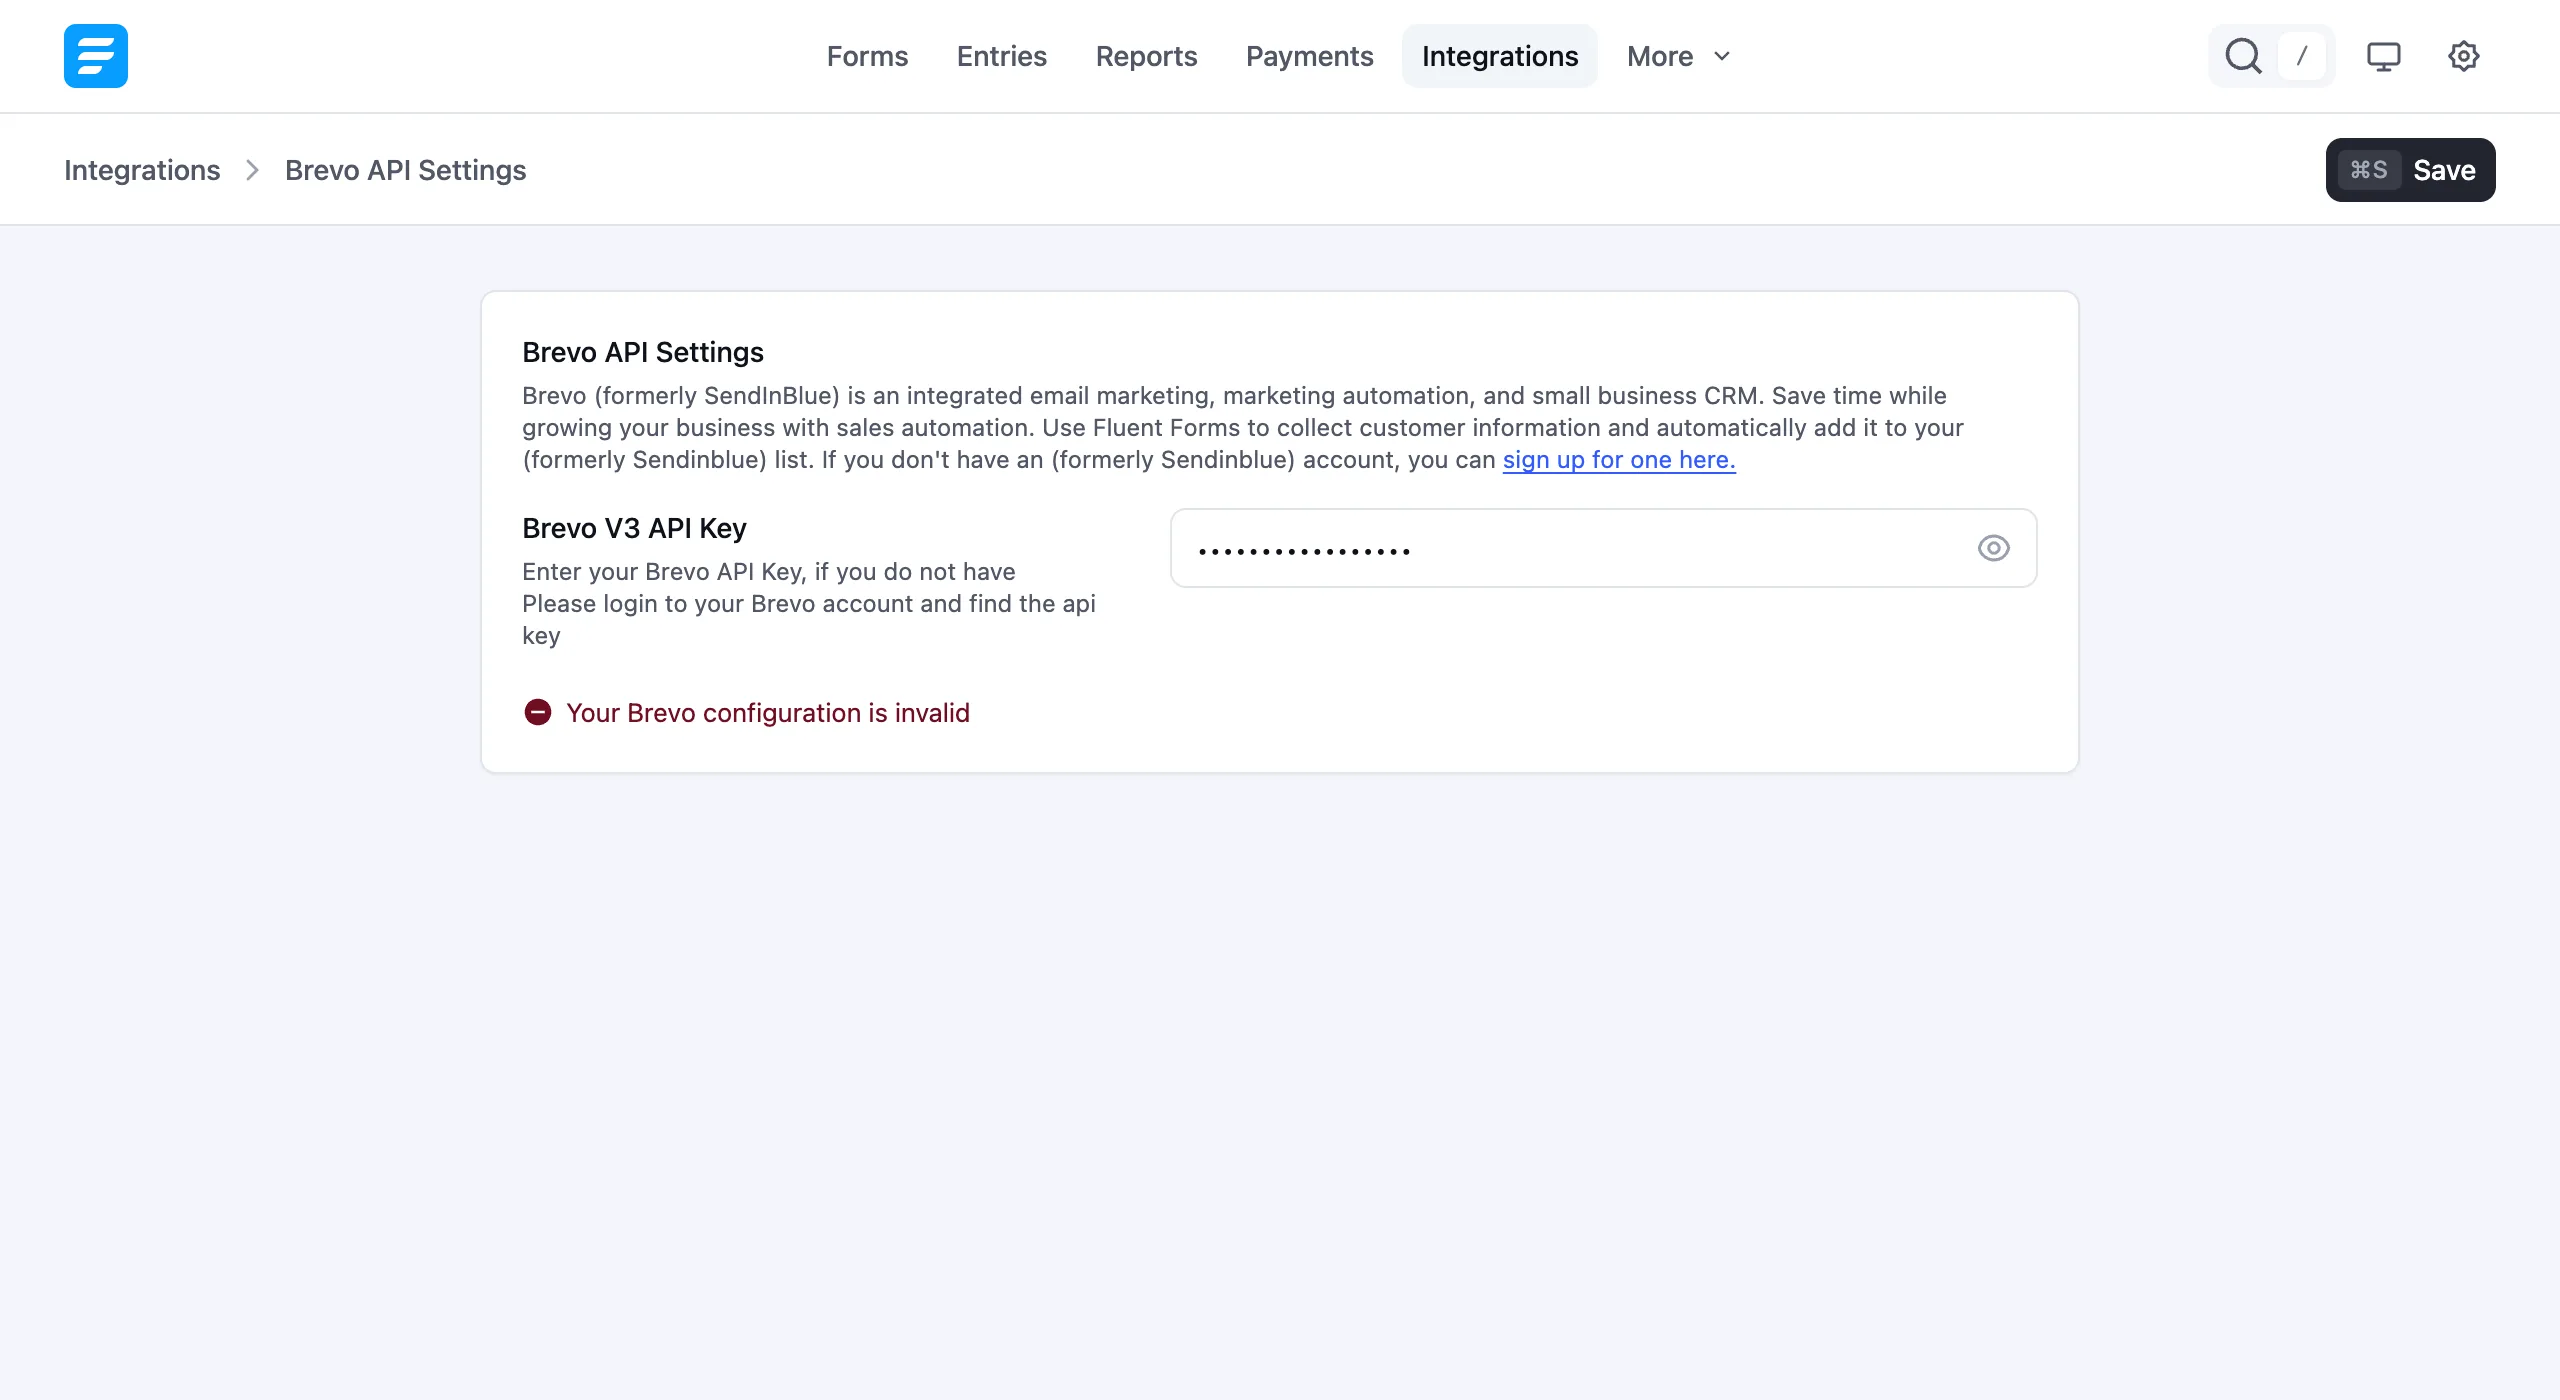 Forms Entries Reports Payments Integrations More /
Integrations Brevo API Settings ⌘S Save
Brevo API Settings
Brevo (formerly SendInBlue) is an integrated email marketing, marketing automation, and small business CRM. Save time while
growing your business with sales automation. Use Fluent Forms to collect customer information and automatically add it to your
(formerly Sendinblue) list. If you don't have an (formerly Sendinblue) account, you can sign up for one here.
Brevo V3 API Key
Enter your Brevo API Key, if you do not have
Please login to your Brevo account and find the api
key
•••••••••••••••••
Your Brevo configuration is invalid